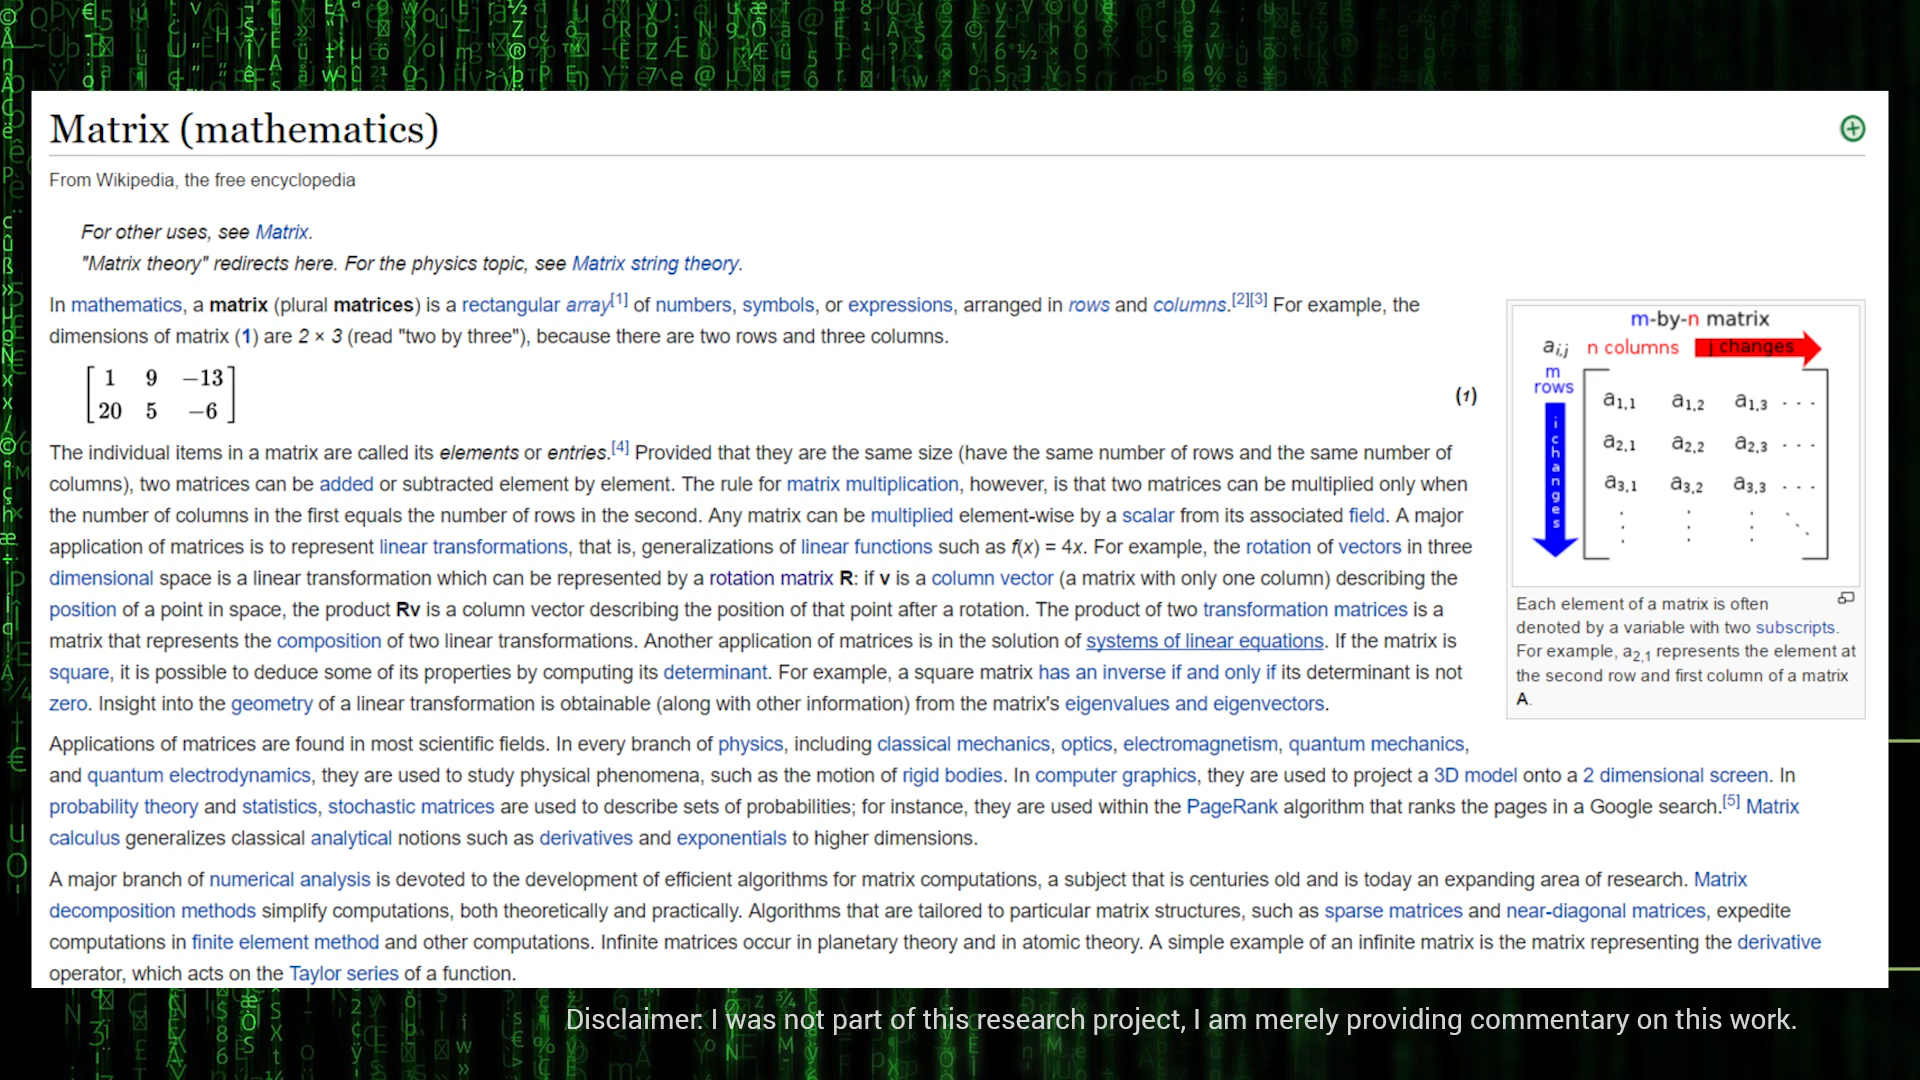 Matrix (mathematics)
From Wikipedia, the free encyclopedia
For other uses, see Matrix.
"Matrix theory" redirects here. For the physics topic, see Matrix string theory.
In mathematics, a matrix (plural matrices) is a rectangular array[1] of numbers, symbols, or expressions, arranged in rows and columns.[2][3] For example, the
dimensions of matrix (1) are 2 × 3 (read "two by three"), because there are two rows and three columns.
1 9 −13
20 5 −6
(1)
The individual items in a matrix are called its elements or entries.[4] Provided that they are the same size (have the same number of rows and the same number of
columns), two matrices can be added or subtracted element by element. The rule for matrix multiplication, however, is that two matrices can be multiplied only when
the number of columns in the first equals the number of rows in the second. Any matrix can be multiplied element-wise by a scalar from its associated field. A major
application of matrices is to represent linear transformations, that is, generalizations of linear functions such as f(x) = 4x. For example, the rotation of vectors in three
dimensional space is a linear transformation which can be represented by a rotation matrix R: if v is a column vector (a matrix with only one column) describing the
position of a point in space, the product Rv is a column vector describing the position of that point after a rotation. The product of two transformation matrices is a
matrix that represents the composition of two linear transformations. Another application of matrices is in the solution of systems of linear equations. If the matrix is
square, it is possible to deduce some of its properties by computing its determinant. For example, a square matrix has an inverse if and only if its determinant is not
zero. Insight into the geometry of a linear transformation is obtainable (along with other information) from the matrix's eigenvalues and eigenvectors.
m-by-n matrix
ai,j n columns j changes
m
rows
i changes
a1,1 a1,2 a1,3 . . .
a2,1 a2,2 a2,3 . . .
a3,1 a3,2 a3,3 . . .
Each element of a matrix is often
denoted by a variable with two subscripts.
For example, a2,1 represents the element at
the second row and first column of a matrix
A.
Applications of matrices are found in most scientific fields. In every branch of physics, including classical mechanics, optics, electromagnetism, quantum mechanics,
and quantum electrodynamics, they are used to study physical phenomena, such as the motion of rigid bodies. In computer graphics, they are used to project a 3D model onto a 2 dimensional screen. In
probability theory and statistics, stochastic matrices are used to describe sets of probabilities; for instance, they are used within the PageRank algorithm that ranks the pages in a Google search.[5] Matrix
calculus generalizes classical analytical notions such as derivatives and exponentials to higher dimensions.
A major branch of numerical analysis is devoted to the development of efficient algorithms for matrix computations, a subject that is centuries old and is today an expanding area of research. Matrix
decomposition methods simplify computations, both theoretically and practically. Algorithms that are tailored to particular matrix structures, such as sparse matrices and near-diagonal matrices, expedite
computations in finite element method and other computations. Infinite matrices occur in planetary theory and in atomic theory. A simple example of an infinite matrix is the matrix representing the derivative
operator, which acts on the Taylor series of a function.
Disclaimer: I was not part of this research project, I am merely providing commentary on this work.